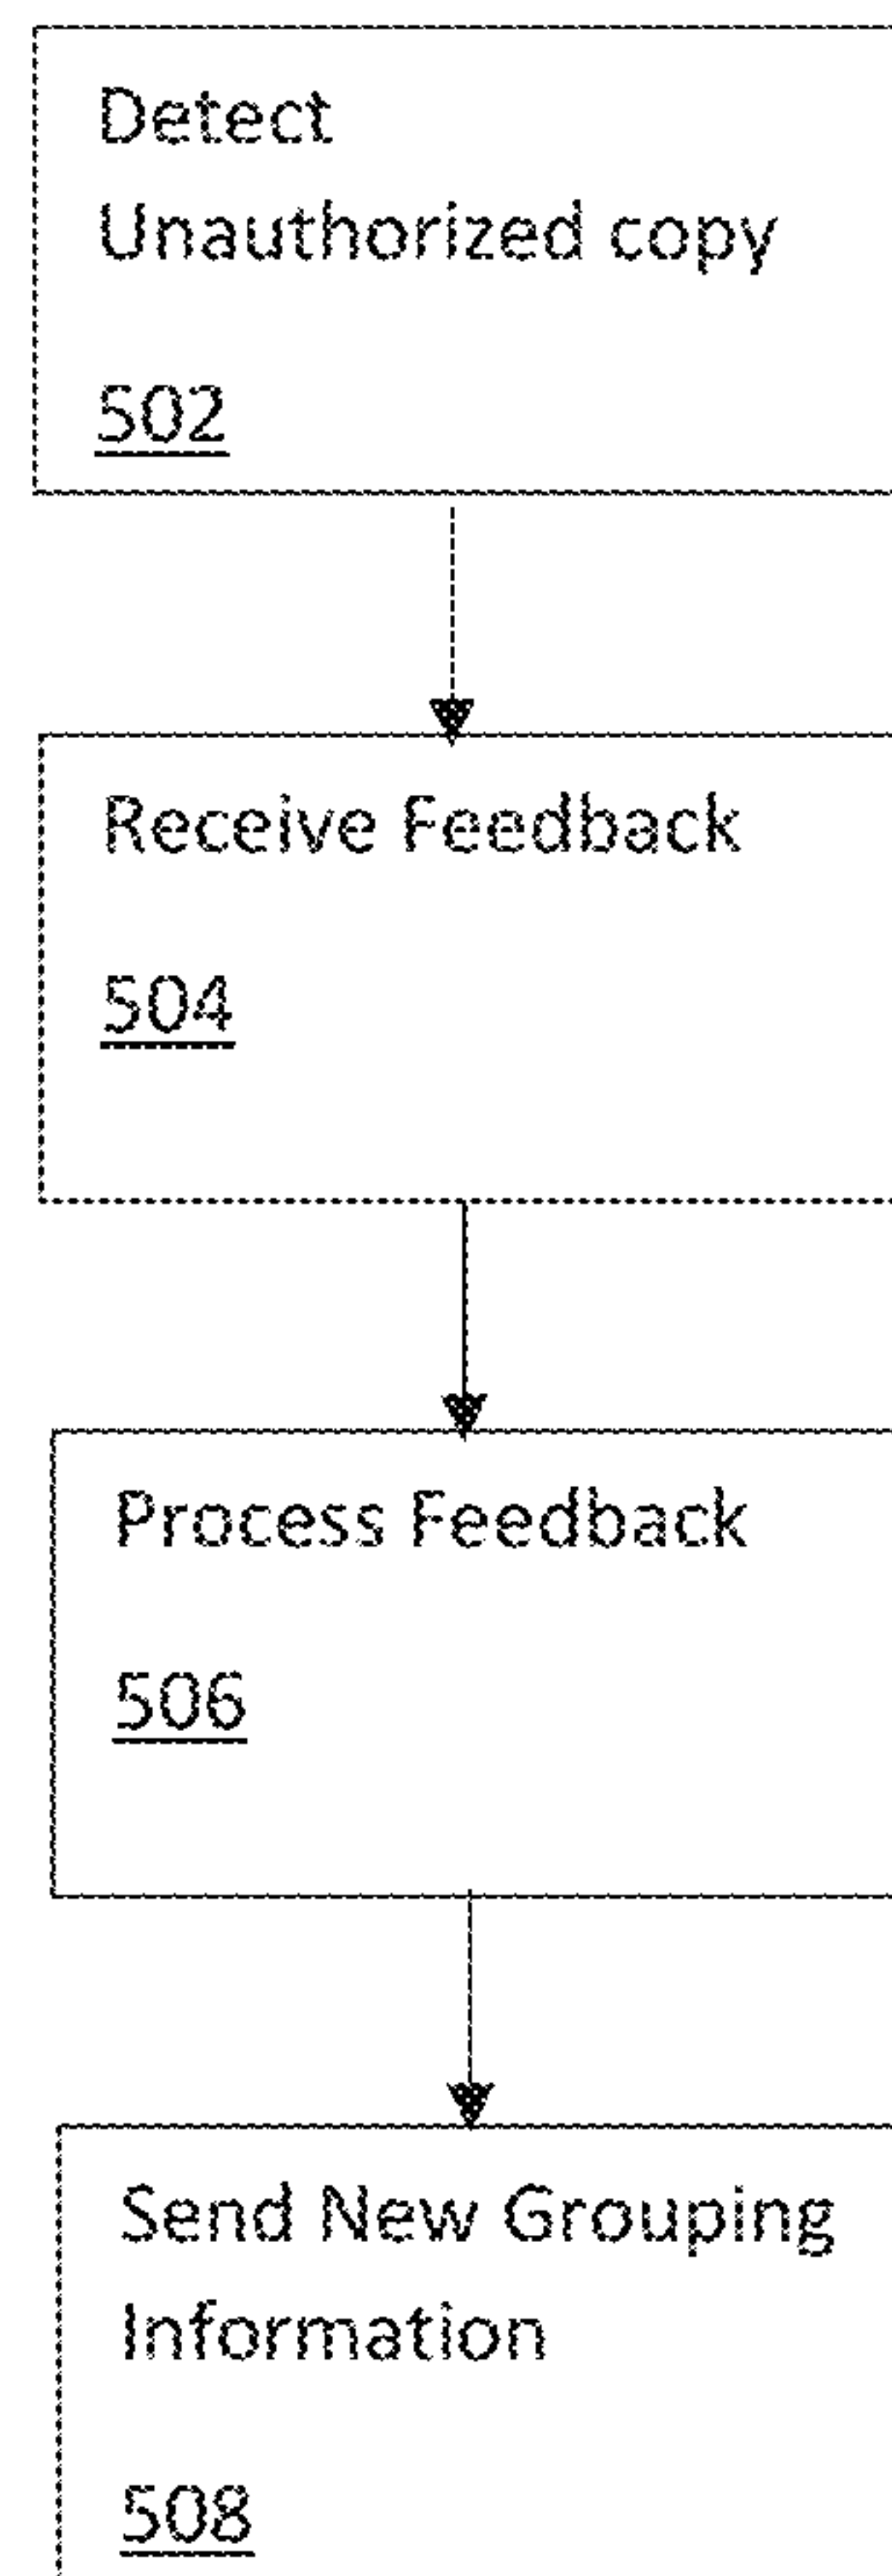 Detect
Unauthorized copy
502
Receive Feedback
504
Process Feedback
506
Send New Grouping
Information
508